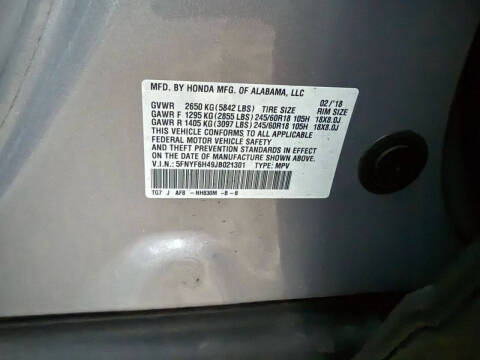 MFD. BY HONDA MFG. OF ALABAMA, LLC
GVWR 2650 KG (5842 LBS) TIRE SIZE 02/'18 RIM SIZE
GAWR F 1295 KG (2855 LBS) 245/60R18 105H 18X8.0J
GAWR R 1405 KG (3097 LBS) 245/60R18 105H 18X8.0J
THIS VEHICLE CONFORMS TO ALL APPLICABLE
FEDERAL MOTOR VEHICLE SAFETY
AND THEFT PREVENTION STANDARDS IN EFFECT
ON THE DATE OF MANUFACTURE SHOWN ABOVE.
V.I.N.: 5FNYF6H49JB021301 TYPE: MPV
TG7 J AF8 -NH830M -B -0